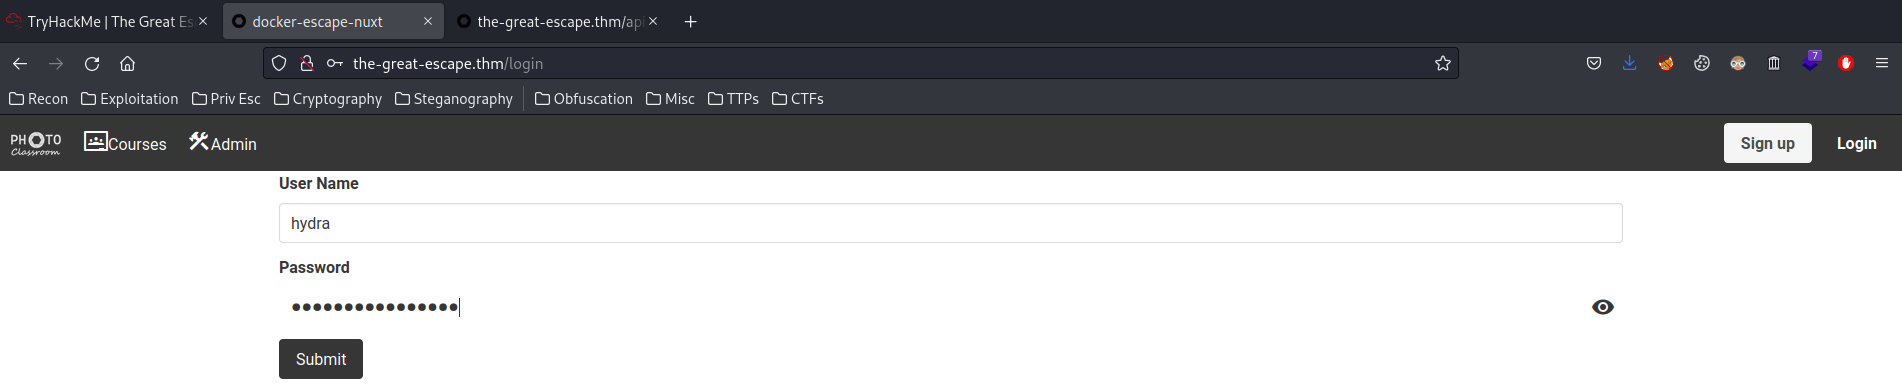 TryHackMe | The Great Es
docker-escape-nuxt
the-great-escape.thm/api
the-great-escape.thm/login
7
Recon Exploitation Priv Esc Cryptography Steganography Obfuscation Misc TTPs CTFs
PHOTO Classroom Courses Admin Sign up Login
User Name
hydra
Password
Submit